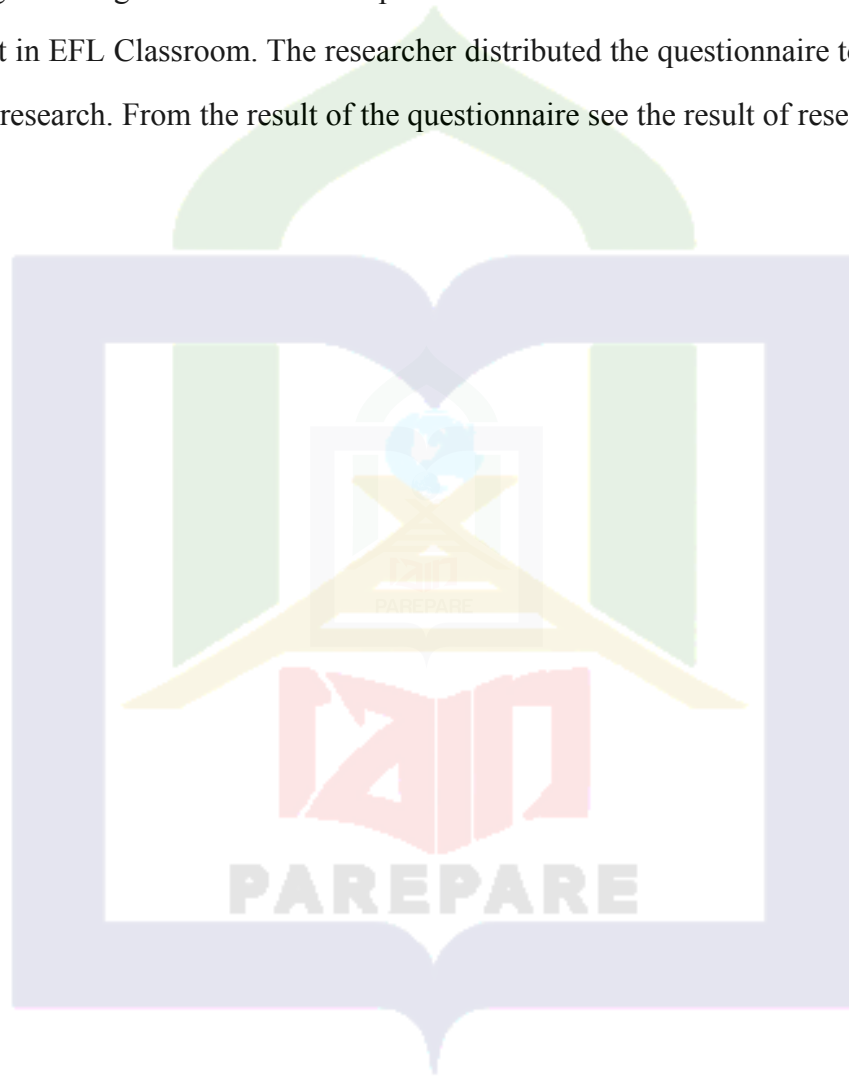 t in EFL Classroom. The researcher distributed the questionnaire to
research. From the result of the questionnaire see the result of rese
PAREPARE
PAREPARE